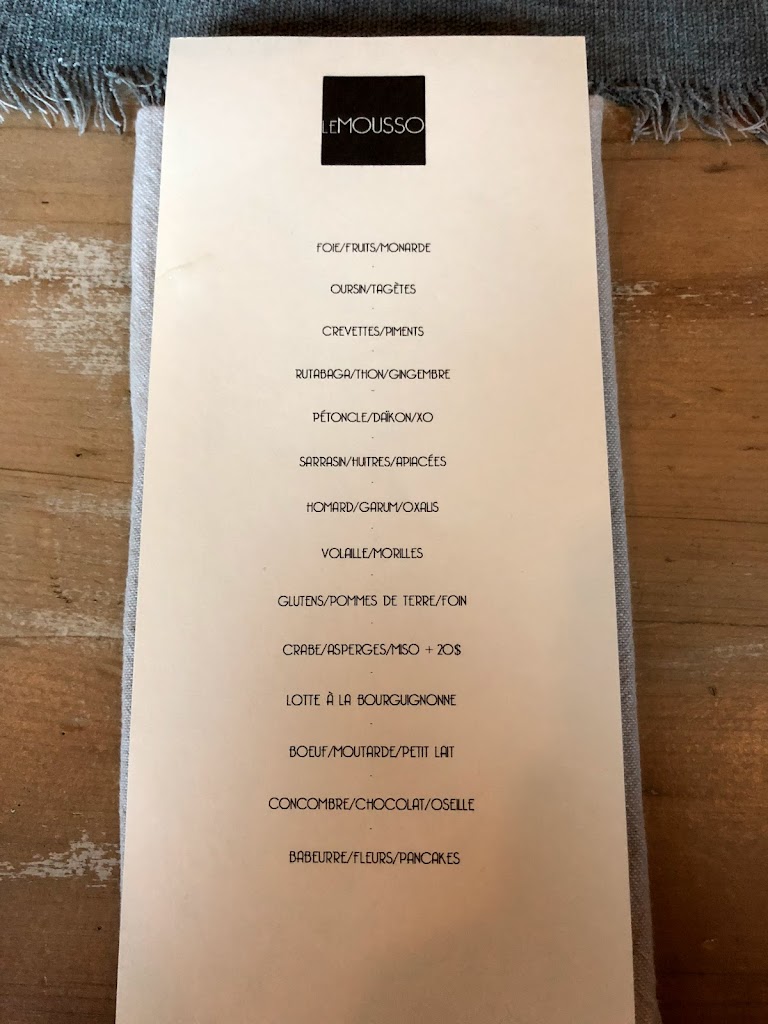 LEMOUSSO
FOIE/FRUITS/MONARDE
OURSIN/TAGÈTES
CREVETTES/PIMENTS
RUTABAGA/THON/GINGEMBRE
PÉTONCLE/DAÏKON/XO
SARRASIN/HUITRES/APIACÉES
HOMARD/GARUM/OXALIS
VOLAILLE/MORILLES
GLUTENS/POMMES DE TERRE/FOIN
CRABE/ASPERGES/MISO + 20$
LOTTE À LA BOURGUIGNONNE
BOEUF/MOUTARDE/PETIT LAIT
CONCOMBRE/CHOCOLAT/OSEILLE
BABEURRE/FLEURS/PANCAKES